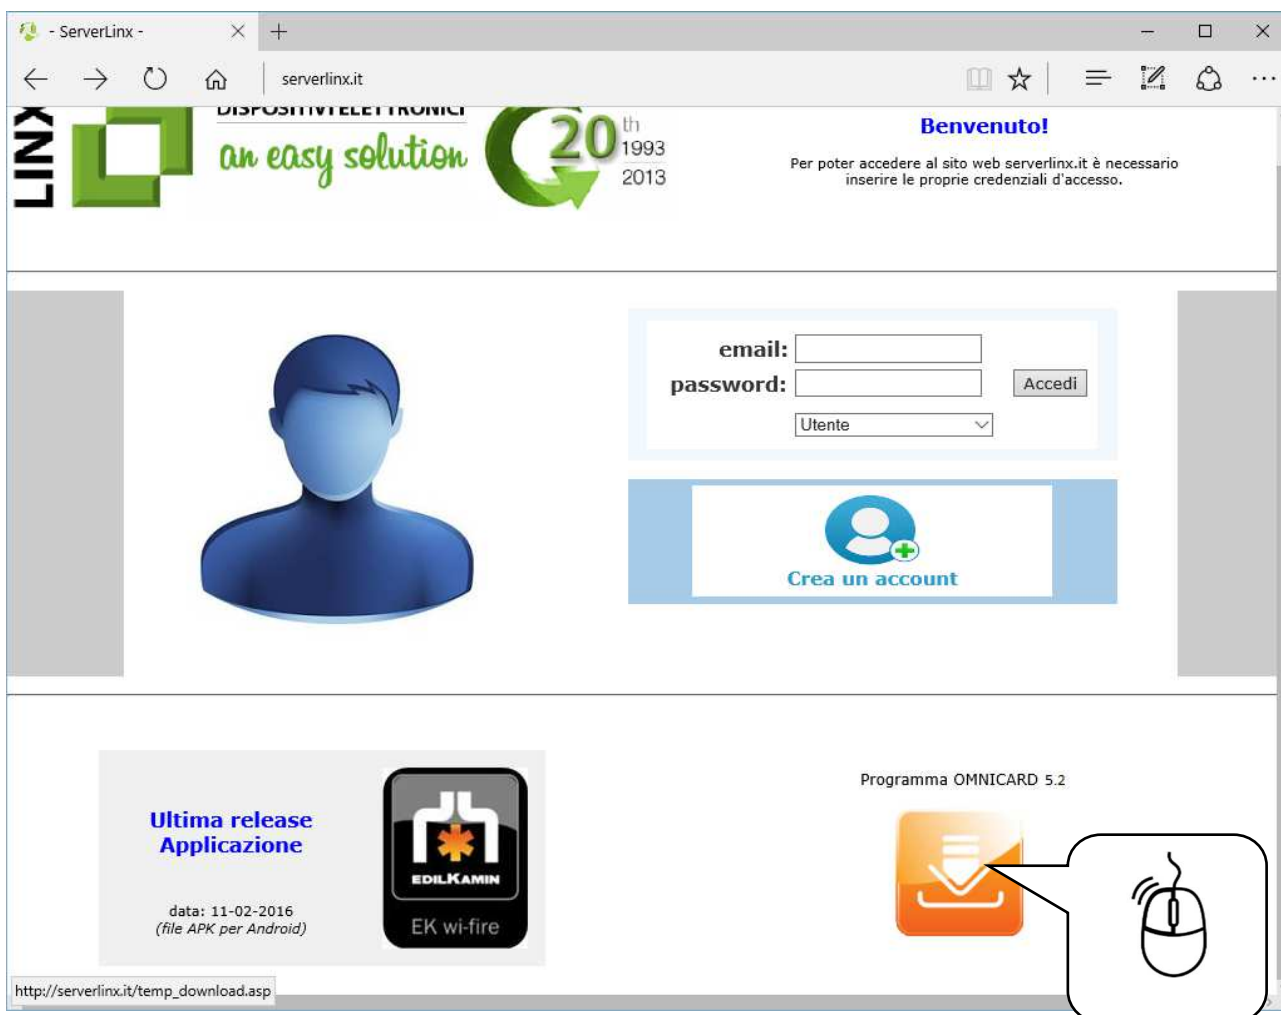 - ServerLinx -
serverlinx.it
LINX
DISPOSITIVI ELETTRONICI
an easy solution
20 th
1993
2013
Benvenuto!
Per poter accedere al sito web serverlinx.it è necessario
inserire le proprie credenziali d'accesso.
email:
password:
Accedi
Utente
Crea un account
Ultima release
Applicazione
data: 11-02-2016
(file APK per Android)
EDILKAMIN
EK wi-fire
Programma OMNICARD 5.2
http://serverlinx.it/temp_download.asp